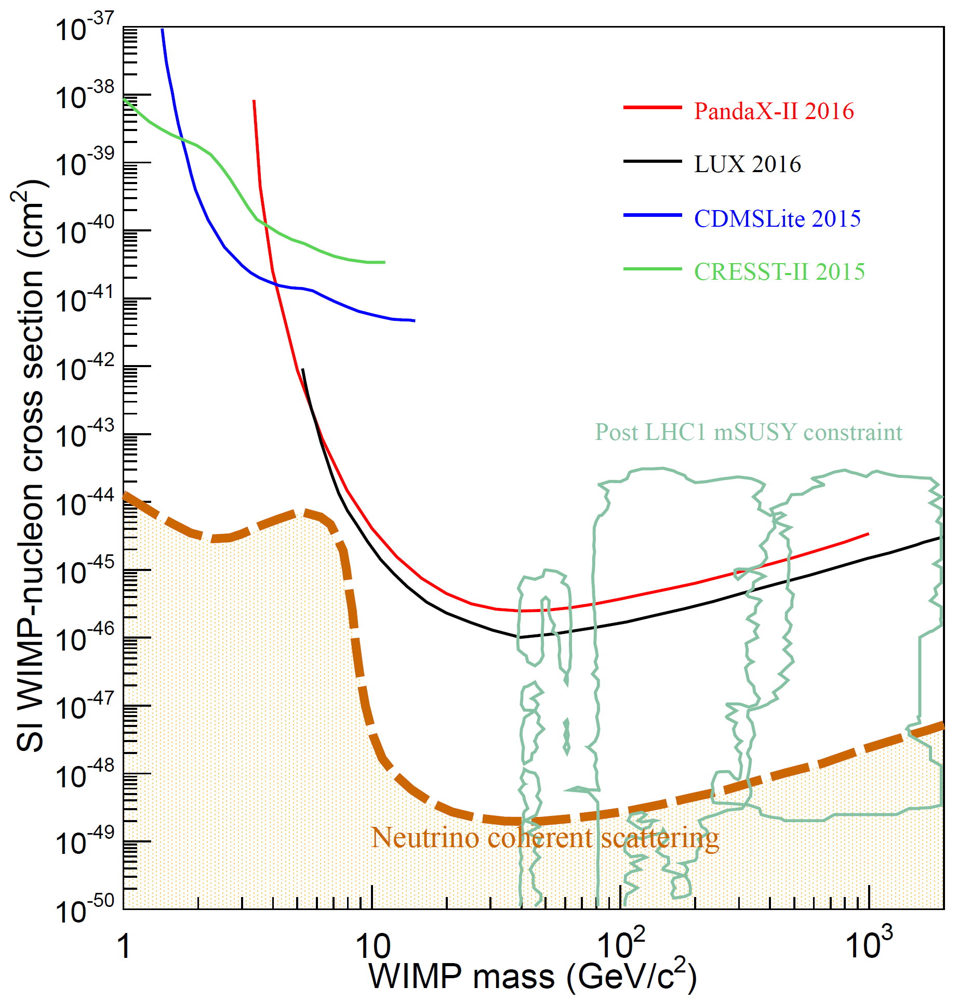 10^-37
10^-38
10^-39
10^-40
10^-41
10^-42
10^-43
10^-44
10^-45
10^-46
10^-47
10^-48
10^-49
10^-50
SI WIMP-nucleon cross section (cm^2)
PandaX-II 2016
LUX 2016
CDMSLite 2015
CRESST-II 2015
Post LHC1 mSUSY constraint
Neutrino coherent scattering
1 10 10^2 10^3
WIMP mass (GeV/c^2)